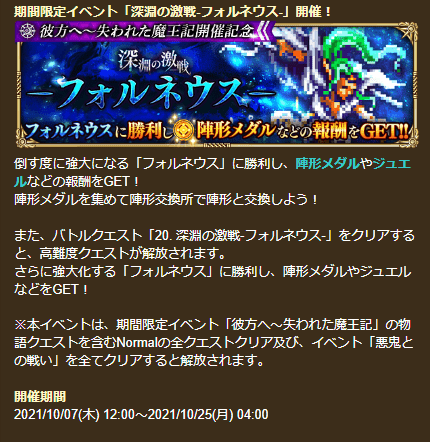 期間限定イベント「深淵の激戦-フォルネウス-」開催！
彼方へ～失われた魔王記開催記念
深淵の激戦
-フォルネウス-
フォルネウスに勝利し陣形メダルなどの報酬をGET!!
倒す度に強大になる「フォルネウス」に勝利し、陣形メダルやジュエ
ルなどの報酬をGET！
陣形メダルを集めて陣形交換所で陣形と交換しよう！
また、バトルクエスト「20. 深淵の激戦-フォルネウス-」をクリアする
と、高難度クエストが解放されます。
さらに強大化する「フォルネウス」に勝利し、陣形メダルやジュエル
などをGET！
※本イベントは、期間限定イベント「彼方へ～失われた魔王記」の物
語クエストを含むNormalの全クエストクリア及び、イベント「悪鬼と
の戦い」を全てクリアすると解放されます。
開催期間
2021/10/07(木) 12:00～2021/10/25(月) 04:00